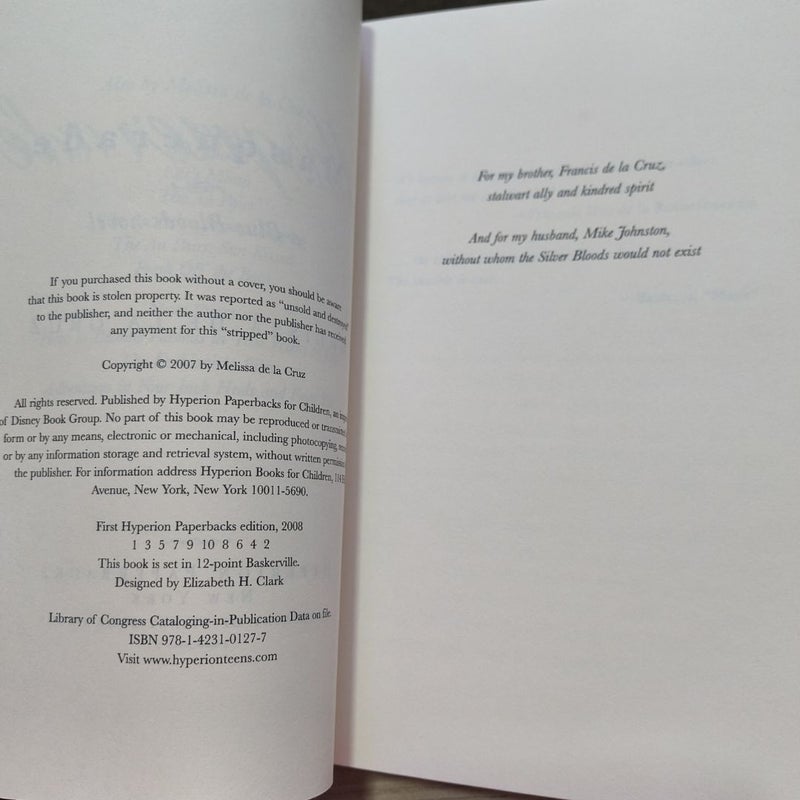 If you purchased this book without a cover, you should be aware
that this book is stolen property. It was reported as “unsold and destroyed”
to the publisher, and neither the author nor the publisher has received
any payment for this “stripped” book.
Copyright © 2007 by Melissa de la Cruz
All rights reserved. Published by Hyperion Paperbacks for Children, an
of Disney Book Group. No part of this book may be reproduced or
form or by any means, electronic or mechanical, including photocopying,
or by any information storage and retrieval system, without written
the publisher. For information address Hyperion Books for Children, 114
Avenue, New York, New York 10011-5690.
First Hyperion Paperbacks edition, 2008
1 3 5 7 9 10 8 6 4 2
This book is set in 12-point Baskerville.
Designed by Elizabeth H. Clark
Library of Congress Cataloging-in-Publication Data on file.
ISBN 978-1-4231-0127-7
Visit www.hyperionteens.com
For my brother, Francis de la Cruz,
stalwart ally and kindred spirit
And for my husband, Mike Johnston,
without whom the Silver Bloods would not exist